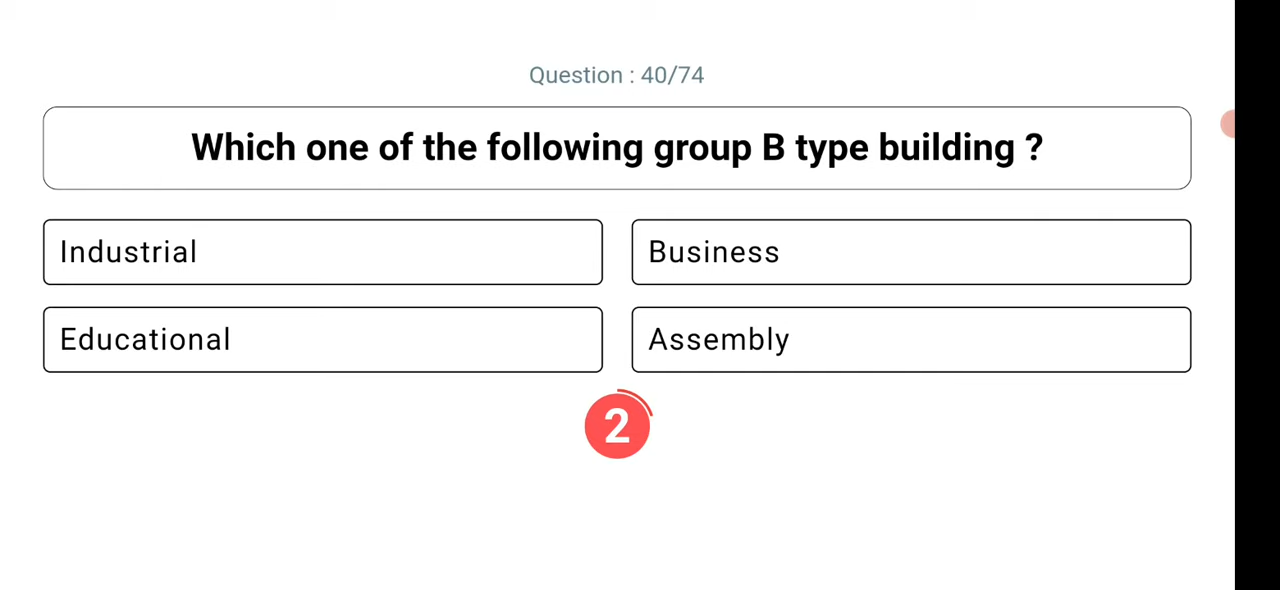 Question : 40/74
Which one of the following group B type building ?
Industrial
Business
Educational
Assembly
2